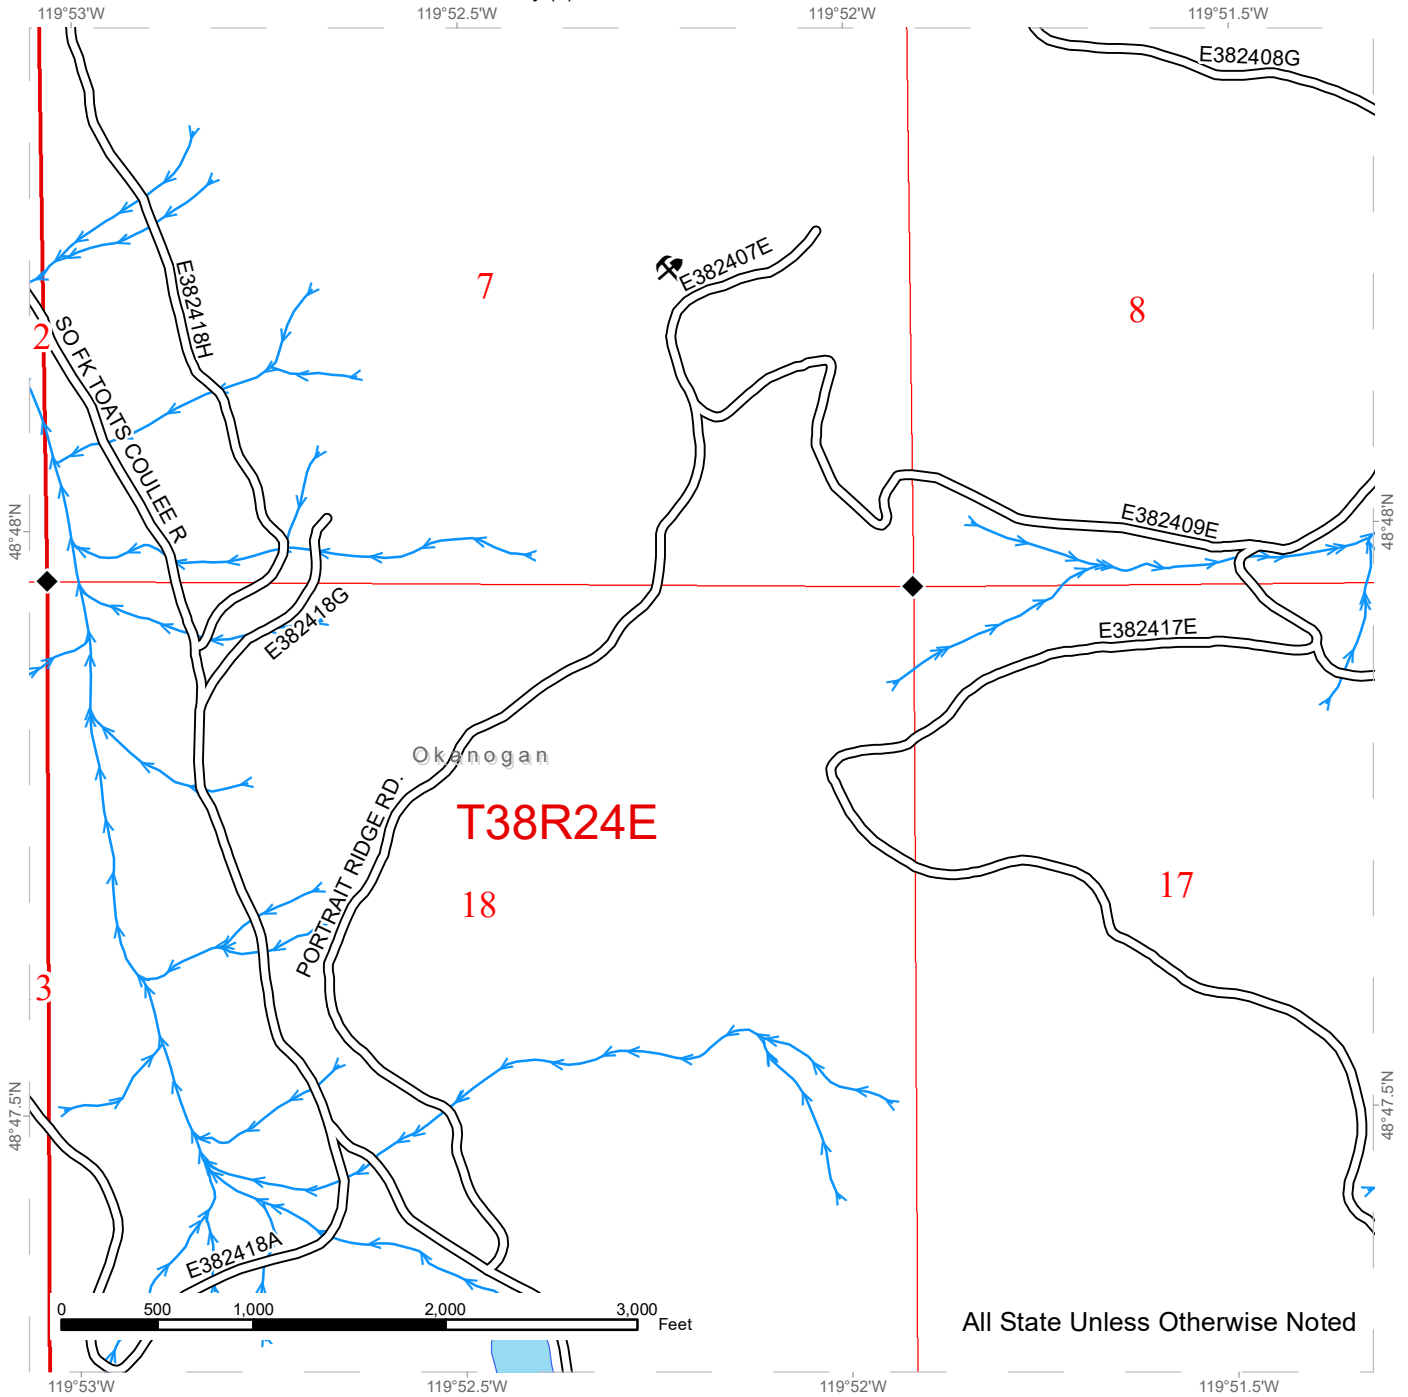 119°53'W 119°52.5'W 119°52'W 119°51.5'W
E382408G
E382407E
7
8
E382418H
2
SO FK TOATS COULEE R
48°48'N
48°48'N
E382409E
E382418G
E382417E
Okanogan
T38R24E
PORTRAIT RIDGE RD.
18
17
3
48°47.5'N
48°47.5'N
E382418A
0 500 1,000 2,000 3,000
Feet
All State Unless Otherwise Noted
119°53'W 119°52.5'W 119°52'W 119°51.5'W